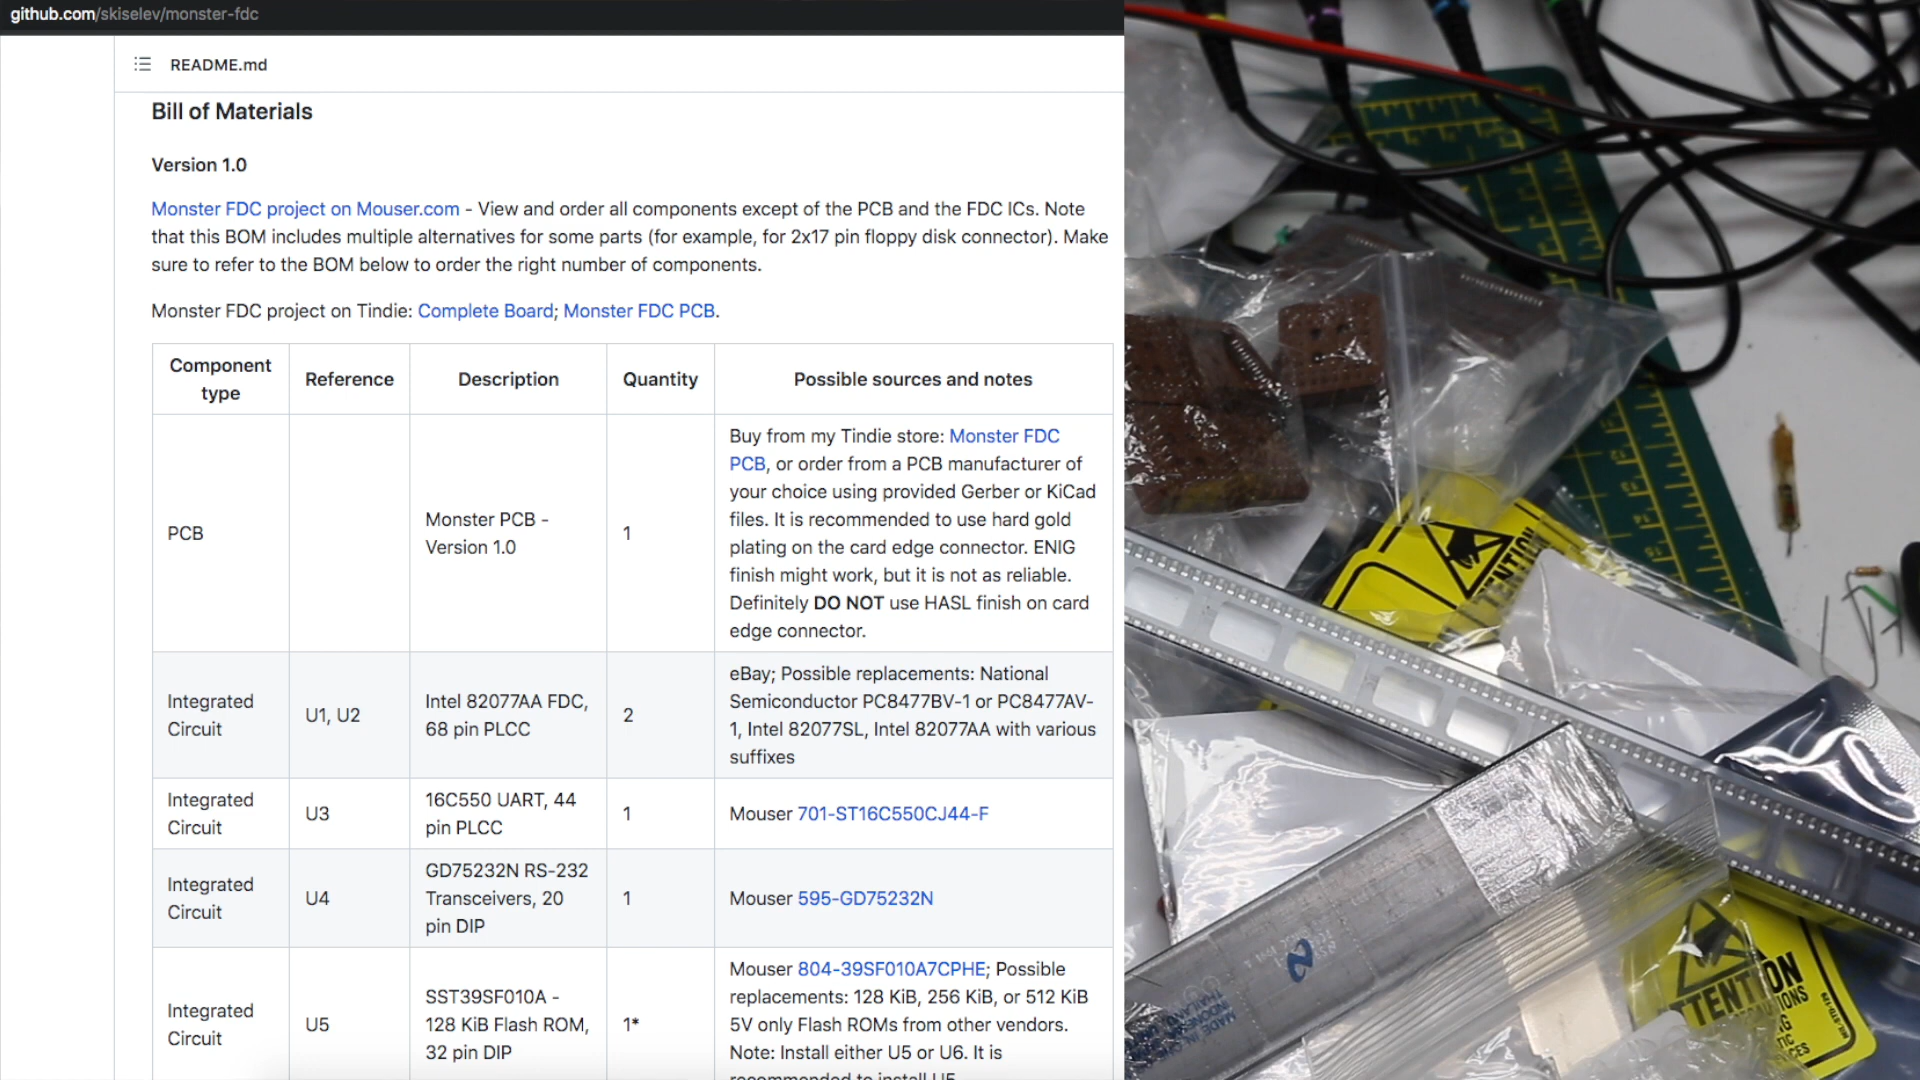 github.com/skiselev/monster-fdc
README.md
Bill of Materials
Version 1.0
Monster FDC project on Mouser.com - View and order all components except of the PCB and the FDC ICs. Note
that this BOM includes multiple alternatives for some parts (for example, for 2x17 pin floppy disk connector). Make
sure to refer to the BOM below to order the right number of components.
Monster FDC project on Tindie: Complete Board; Monster FDC PCB.
Component
type
Reference
Description
Quantity
Possible sources and notes
PCB
Monster PCB -
Version 1.0
1
Buy from my Tindie store: Monster FDC
PCB, or order from a PCB manufacturer of
your choice using provided Gerber or KiCad
files. It is recommended to use hard gold
plating on the card edge connector. ENIG
finish might work, but it is not as reliable.
Definitely DO NOT use HASL finish on card
edge connector.
Integrated
Circuit
U1, U2
Intel 82077AA FDC,
68 pin PLCC
2
eBay; Possible replacements: National
Semiconductor PC8477BV-1 or PC8477AV-
1, Intel 82077SL, Intel 82077AA with various
suffixes
Integrated
Circuit
U3
16C550 UART, 44
pin PLCC
1
Mouser 701-ST16C550CJ44-F
Integrated
Circuit
U4
GD75232N RS-232
Transceivers, 20
pin DIP
1
Mouser 595-GD75232N
Integrated
Circuit
U5
SST39SF010A -
128 KiB Flash ROM,
32 pin DIP
1*
Mouser 804-39SF010A7CPHE; Possible
replacements: 128 KiB, 256 KiB, or 512 KiB
5V only Flash ROMs from other vendors.
Note: Install either U5 or U6. It is
recommended to install U5